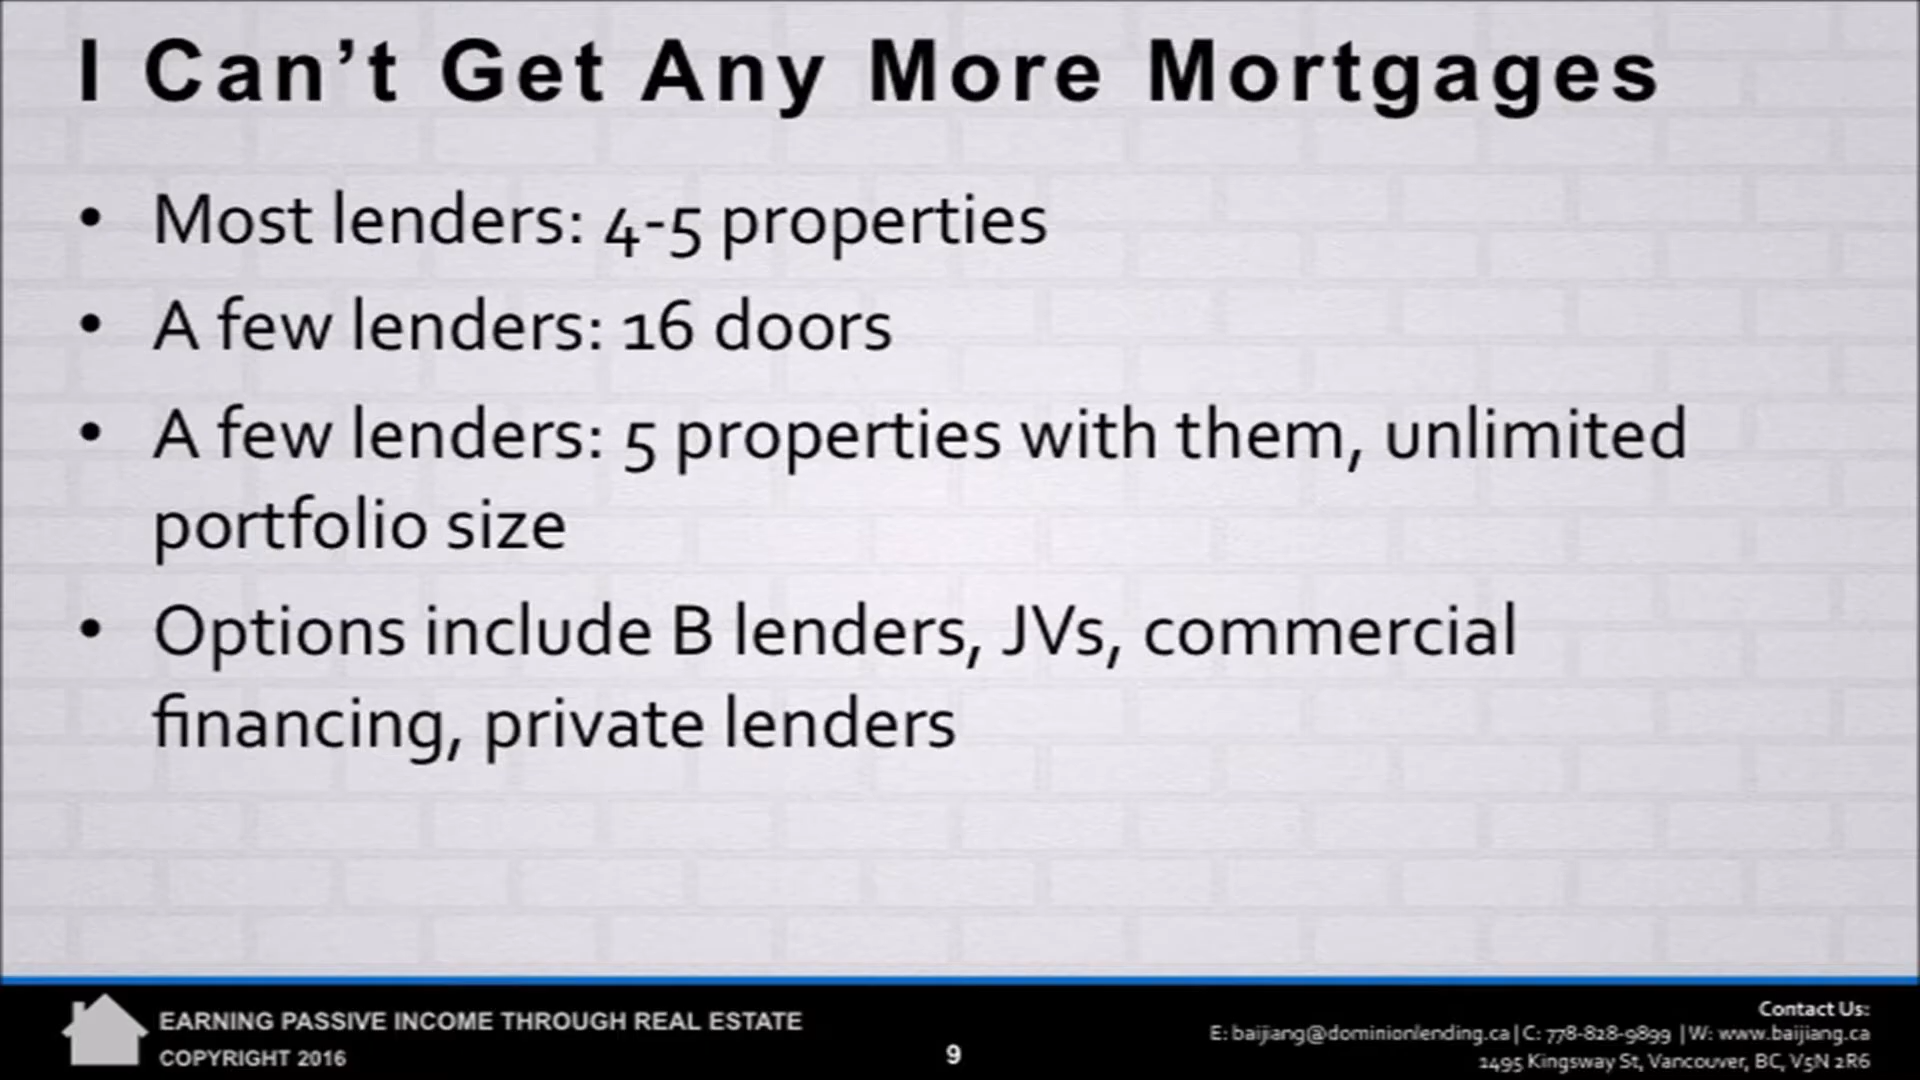 I Can’t Get Any More Mortgages
• Most lenders: 4-5 properties
• A few lenders: 16 doors
• A few lenders: 5 properties with them, unlimited
portfolio size
• Options include B lenders, JVs, commercial
financing, private lenders
EARNING PASSIVE INCOME THROUGH REAL ESTATE
COPYRIGHT 2016
9
Contact Us:
E: baijiang@dominionlending.ca | C: 778-828-9899 | W: www.baijiang.ca
1495 Kingsway St, Vancouver, BC, V5N 2R6